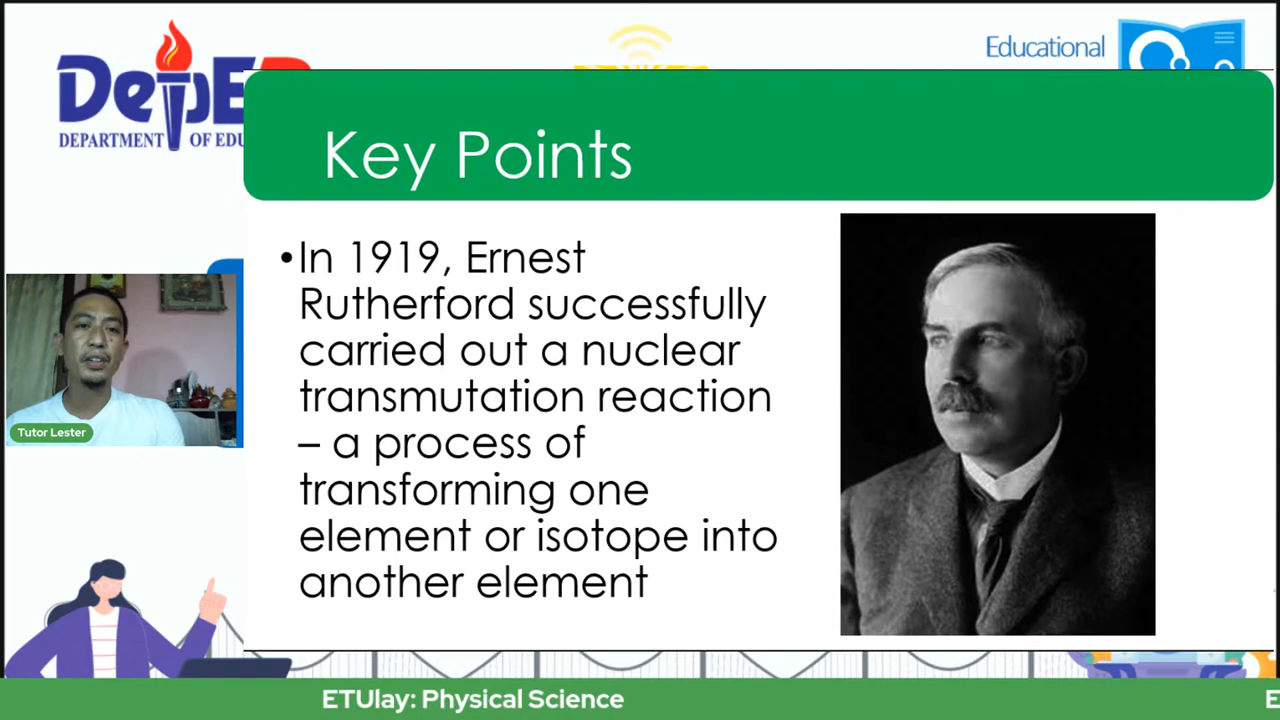 DepE
DEPARTMENT OF EDU
Educational
Key Points
•In 1919, Ernest
Rutherford successfully
carried out a nuclear
transmutation reaction
– a process of
transforming one
element or isotope into
another element
Tutor Lester
ETUlay: Physical Science
E